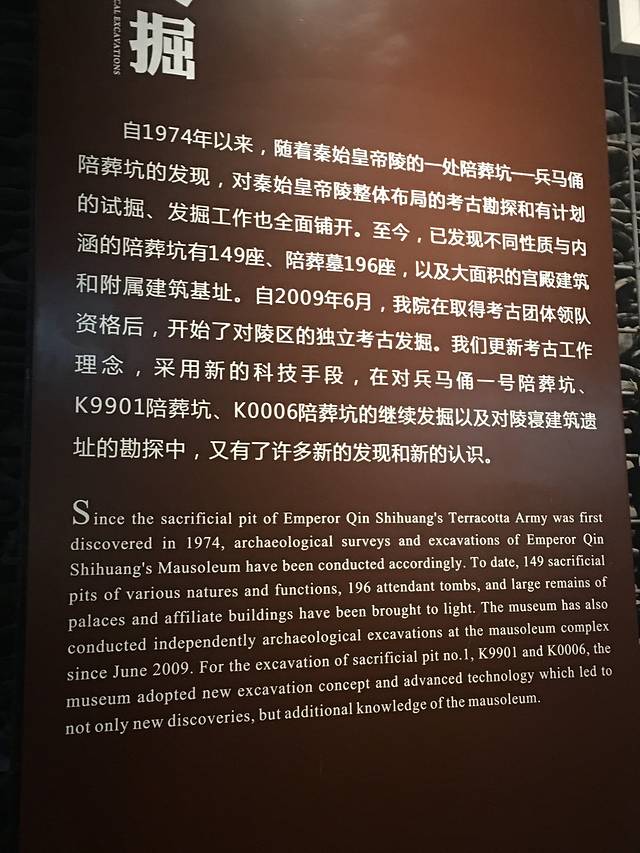 掘
CAL EXCAVATIONS
自1974年以来，随着秦始皇帝陵的一处陪葬坑──兵马俑
陪葬坑的发现，对秦始皇帝陵整体布局的考古勘探和有计划
的试掘、发掘工作也全面铺开。至今，已发现不同性质与内
涵的陪葬坑有149座、陪葬墓196座，以及大面积的宫殿建筑
和附属建筑基址。自2009年6月，我院在取得考古团体领队
资格后，开始了对陵区的独立考古发掘。我们更新考古工作
理念，采用新的科技手段，在对兵马俑一号陪葬坑、
K9901陪葬坑、K0006陪葬坑的继续发掘以及对陵寝建筑遗
址的勘探中，又有了许多新的发现和新的认识。
Since the sacrificial pit of Emperor Qin Shihuang's Terracotta Army was first
discovered in 1974, archaeological surveys and excavations of Emperor Qin
Shihuang's Mausoleum have been conducted accordingly. To date, 149 sacrificial
pits of various natures and functions, 196 attendant tombs, and large remains of
palaces and affiliate buildings have been brought to light. The museum has also
conducted independently archaeological excavations at the mausoleum complex
since June 2009. For the excavation of sacrificial pit no.1, K9901 and K0006, the
museum adopted new excavation concept and advanced technology which led to
not only new discoveries, but additional knowledge of the mausoleum.